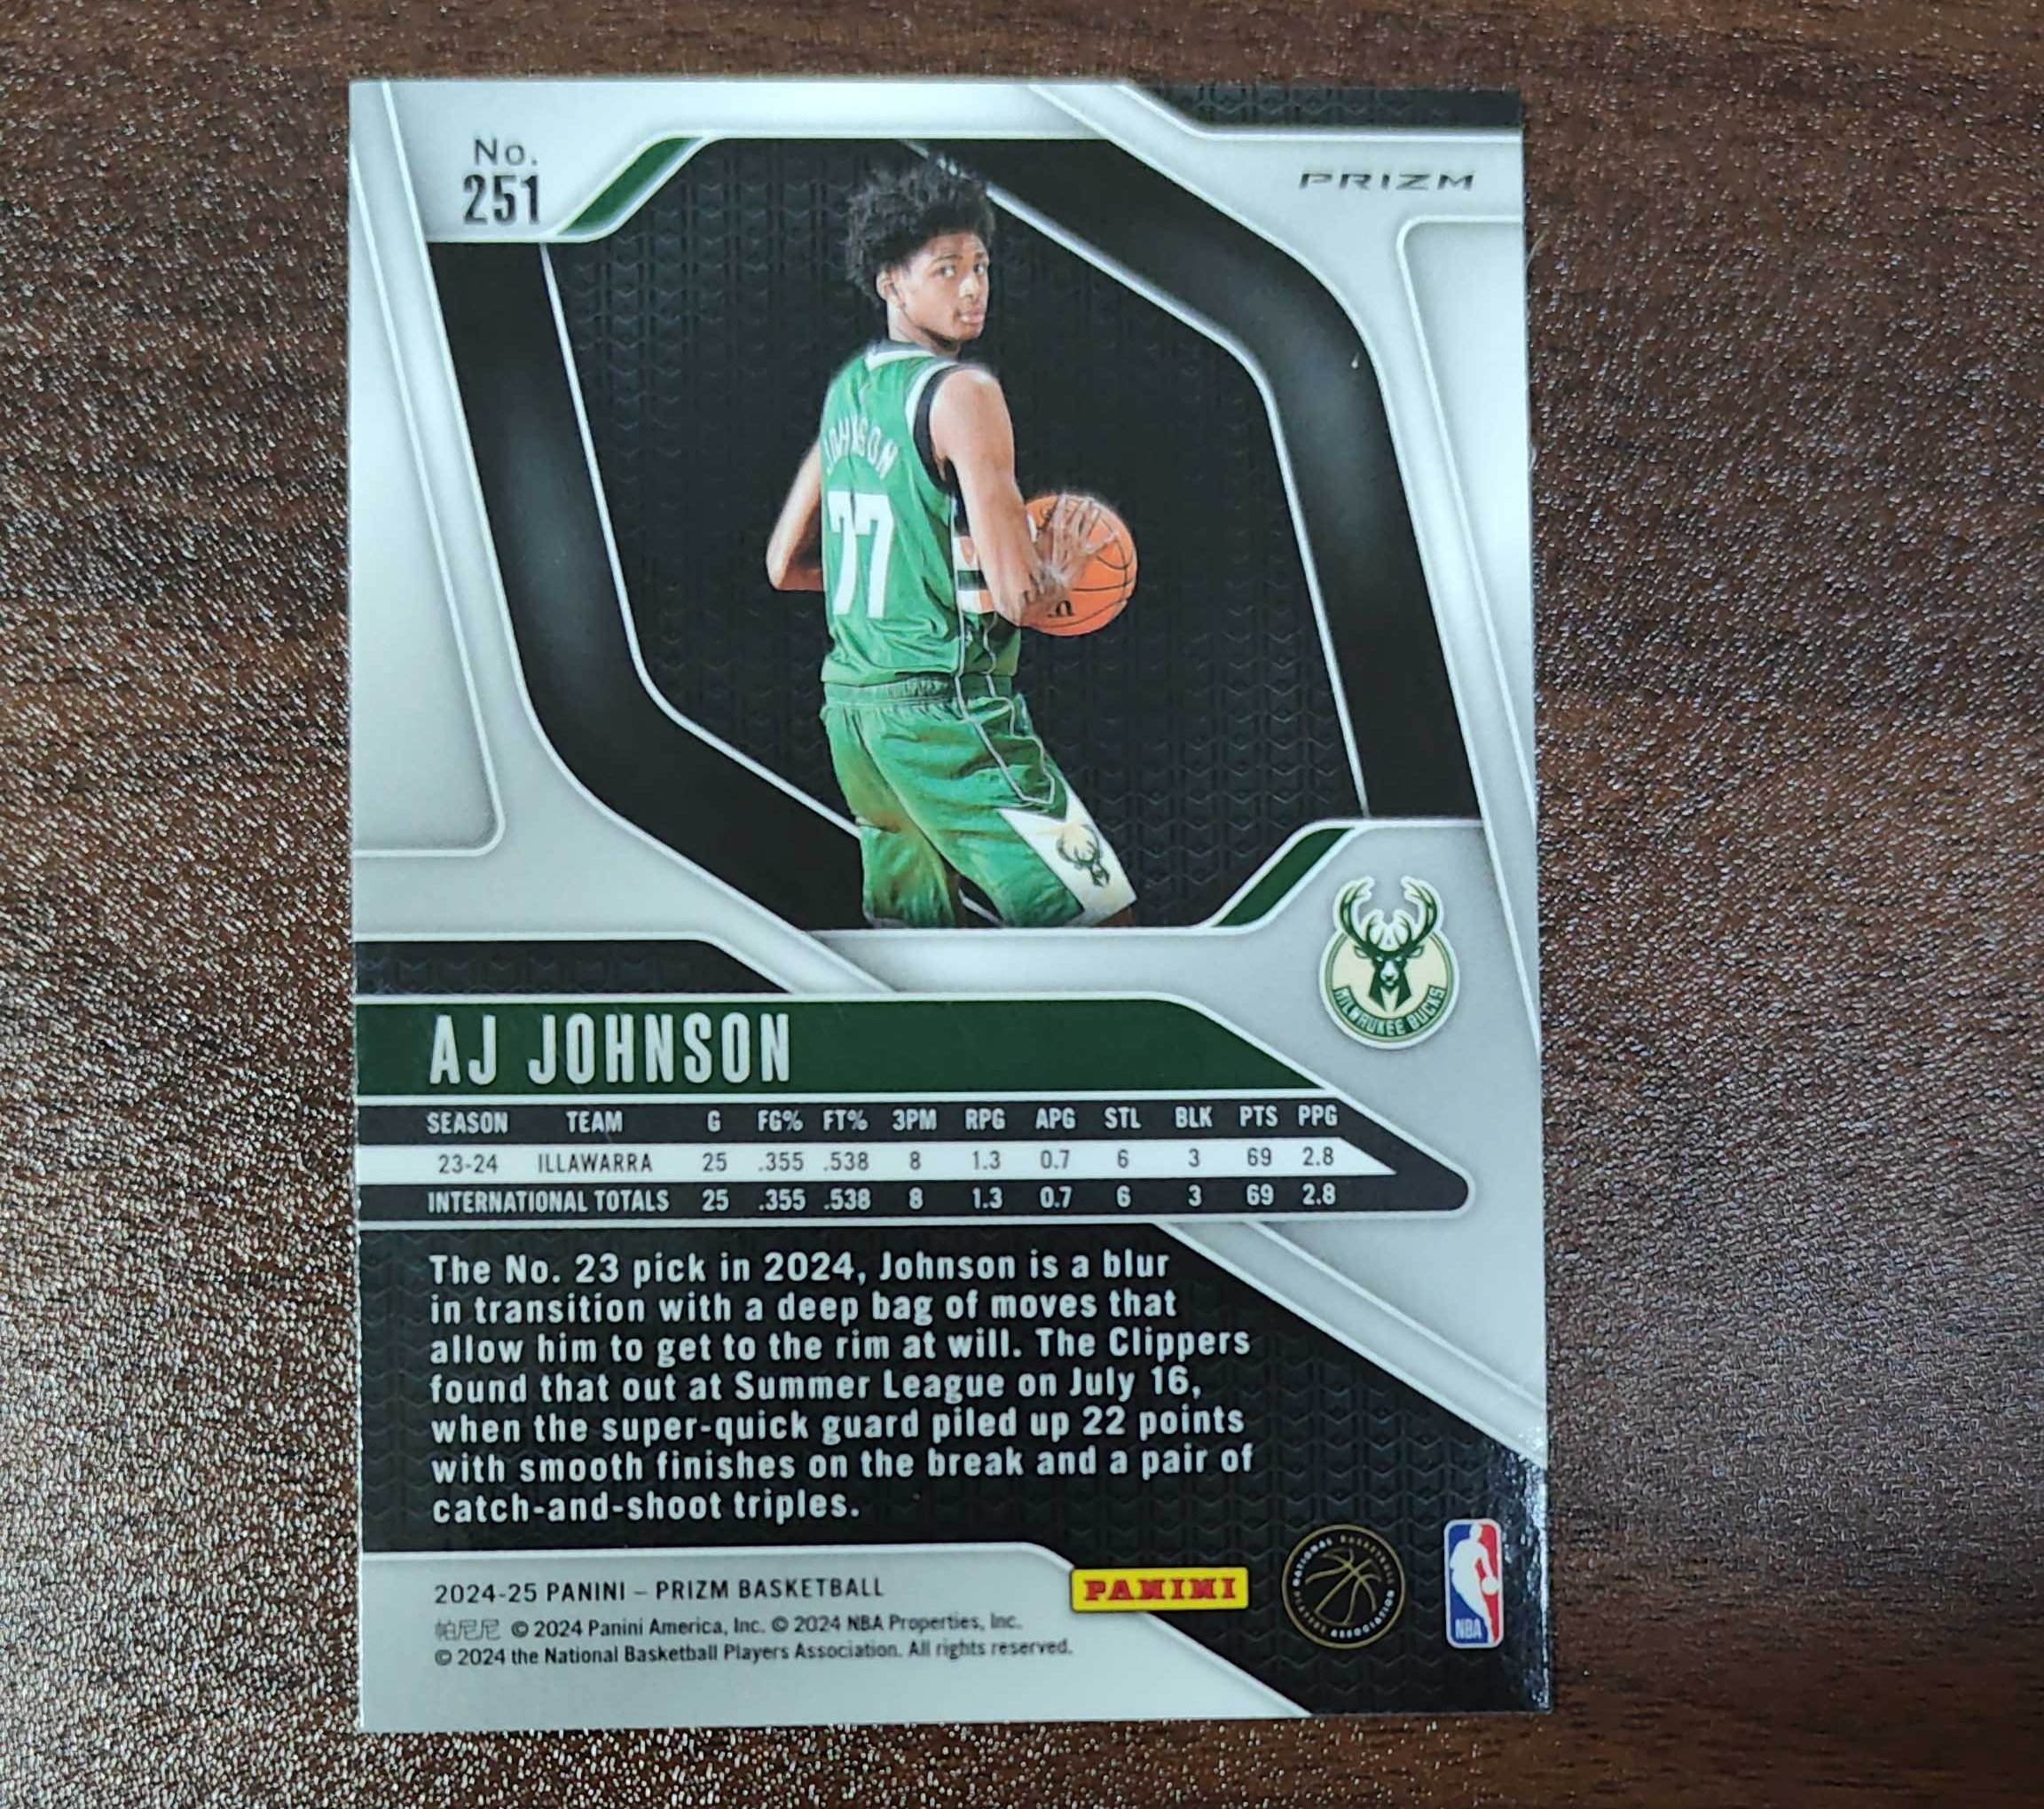 No.
251
PRIZM
JOHNSON
77
MILWAUKEE BUCKS
AJ JOHNSON
SEASON TEAM G FG% FT% 3PM RPG APG STL BLK PTS PPG
23-24 ILLAWARRA 25 .355 .538 8 1.3 0.7 6 3 69 2.8
INTERNATIONAL TOTALS 25 .355 .538 8 1.3 0.7 6 3 69 2.8
The No. 23 pick in 2024, Johnson is a blur
in transition with a deep bag of moves that
allow him to get to the rim at will. The Clippers
found that out at Summer League on July 16,
when the super-quick guard piled up 22 points
with smooth finishes on the break and a pair of
catch-and-shoot triples.
2024-25 PANINI – PRIZM BASKETBALL
帕尼尼 © 2024 Panini America, Inc. © 2024 NBA Properties, Inc.
© 2024 the National Basketball Players Association. All rights reserved.
PANINI
NATIONAL BASKETBALL
PLAYERS ASSOCIATION
NBA